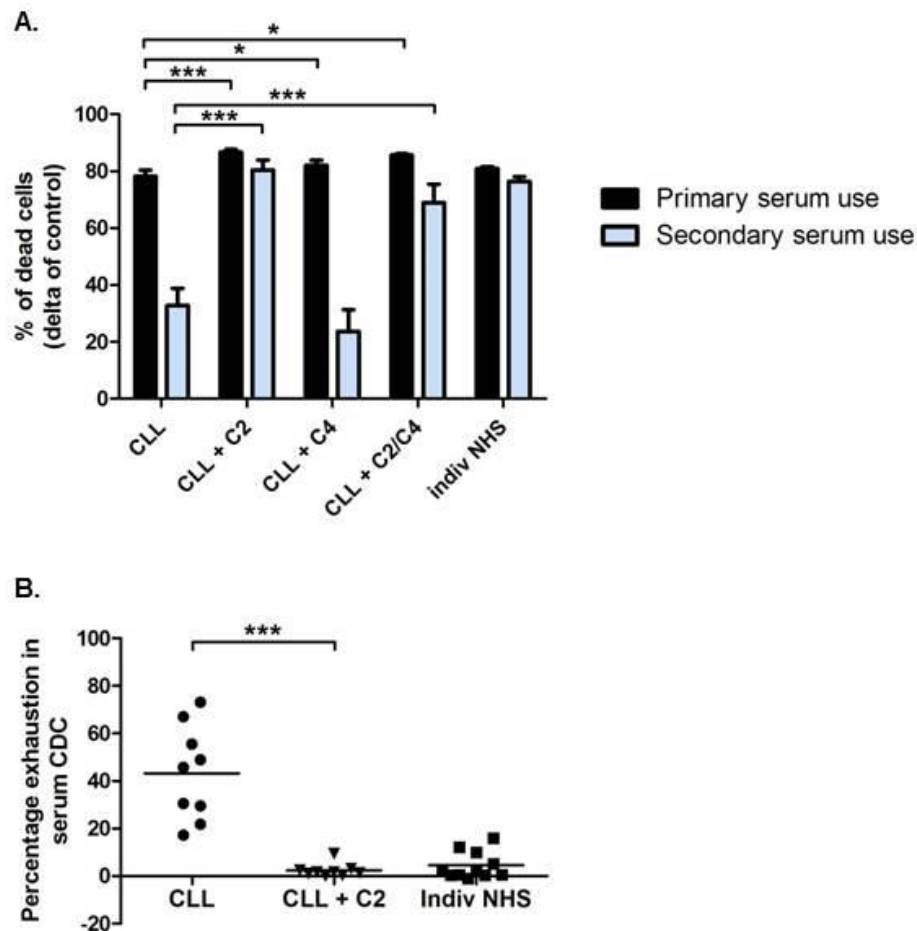 A.
*
*
***
***
***
100
80
60
40
20
0
% of dead cells
(delta of control)
CLL
CLL + C2
CLL + C4
CLL + C2/C4
indiv NHS
Primary serum use
Secondary serum use
B.
***
100
80
60
40
20
0
-20
Percentage exhaustion in
serum CDC
CLL
CLL + C2
Indiv NHS